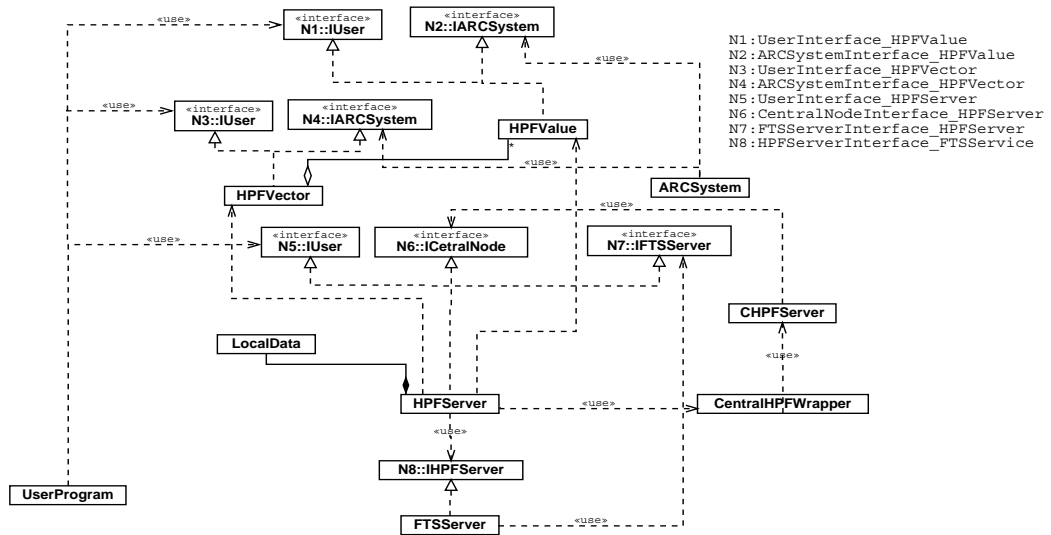 «interface»
N1::IUser
«interface»
N2::IARCSystem
«use»
«use»
N1:UserInterface_HPFValue
N2:ARCSystemInterface_HPFValue
N3:UserInterface_HPFVector
N4:ARCSystemInterface_HPFVector
N5:UserInterface_HPFServer
N6:CentralNodeInterface_HPFServer
N7:FTSServerInterface_HPFServer
N8:HPFServerInterface_FTSService
«use»
«interface»
N3::IUser
«interface»
N4::IARCSystem
HPFValue
*
«use»
ARCSystem
HPFVector
«use»
«use»
«interface»
N5::IUser
«interface»
N6::ICetralNode
«interface»
N7::IFTSServer
CHPFServer
LocalData
«use»
HPFServer
«use»
CentralHPFWrapper
«use»
N8::IHPFServer
UserProgram
FTSServer
«use»